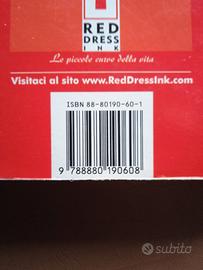 RED
DRESS
INK
Le piccole curve della vita
Visitaci al sito www.RedDressInk.com
ISBN 88-80190-60-1
9 788880 190608
subito